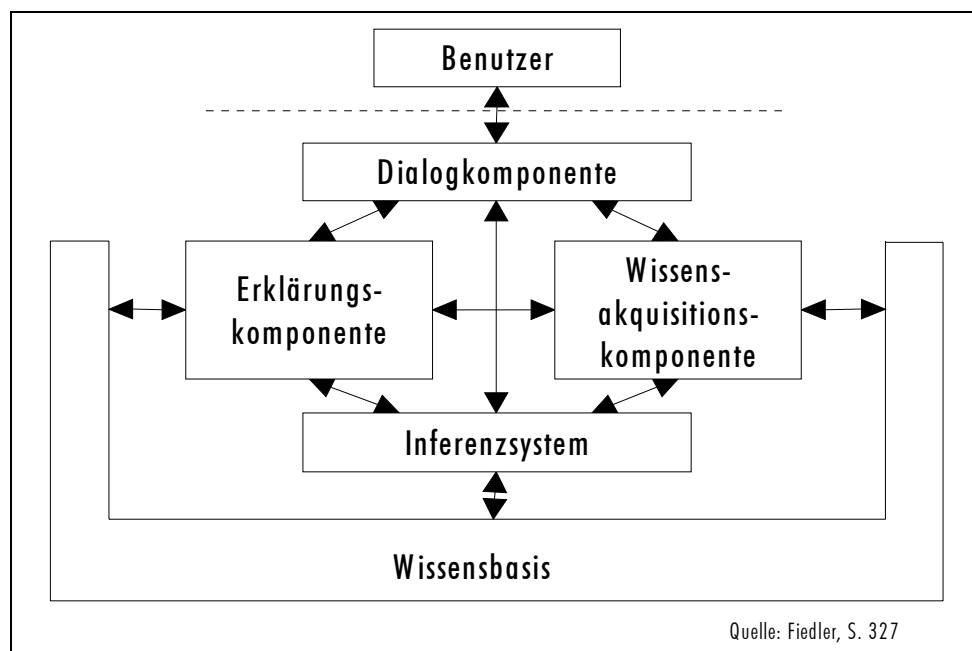 Benutzer
Dialogkomponente
Erklärungs-
komponente
Wissens-
akquisitions-
komponente
Inferenzsystem
Wissensbasis
Quelle: Fiedler, S. 327